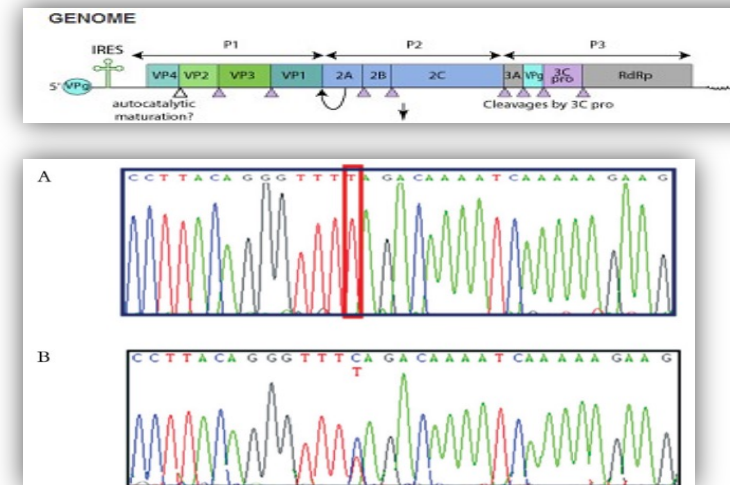 GENOME
IRES P1 P2 P3
5' VPg VP4 VP2 VP3 VP1 2A 2B 2C 3A VPg 3C pro RdRp
autocatalytic maturation? Cleavages by 3C pro
A
C C T T A C A G G G T T T T A G A C A A A A T C A A A A A G A A G
B
C C T T A C A G G G T T T C A G A C A A A A T C A A A A A G A A G
T